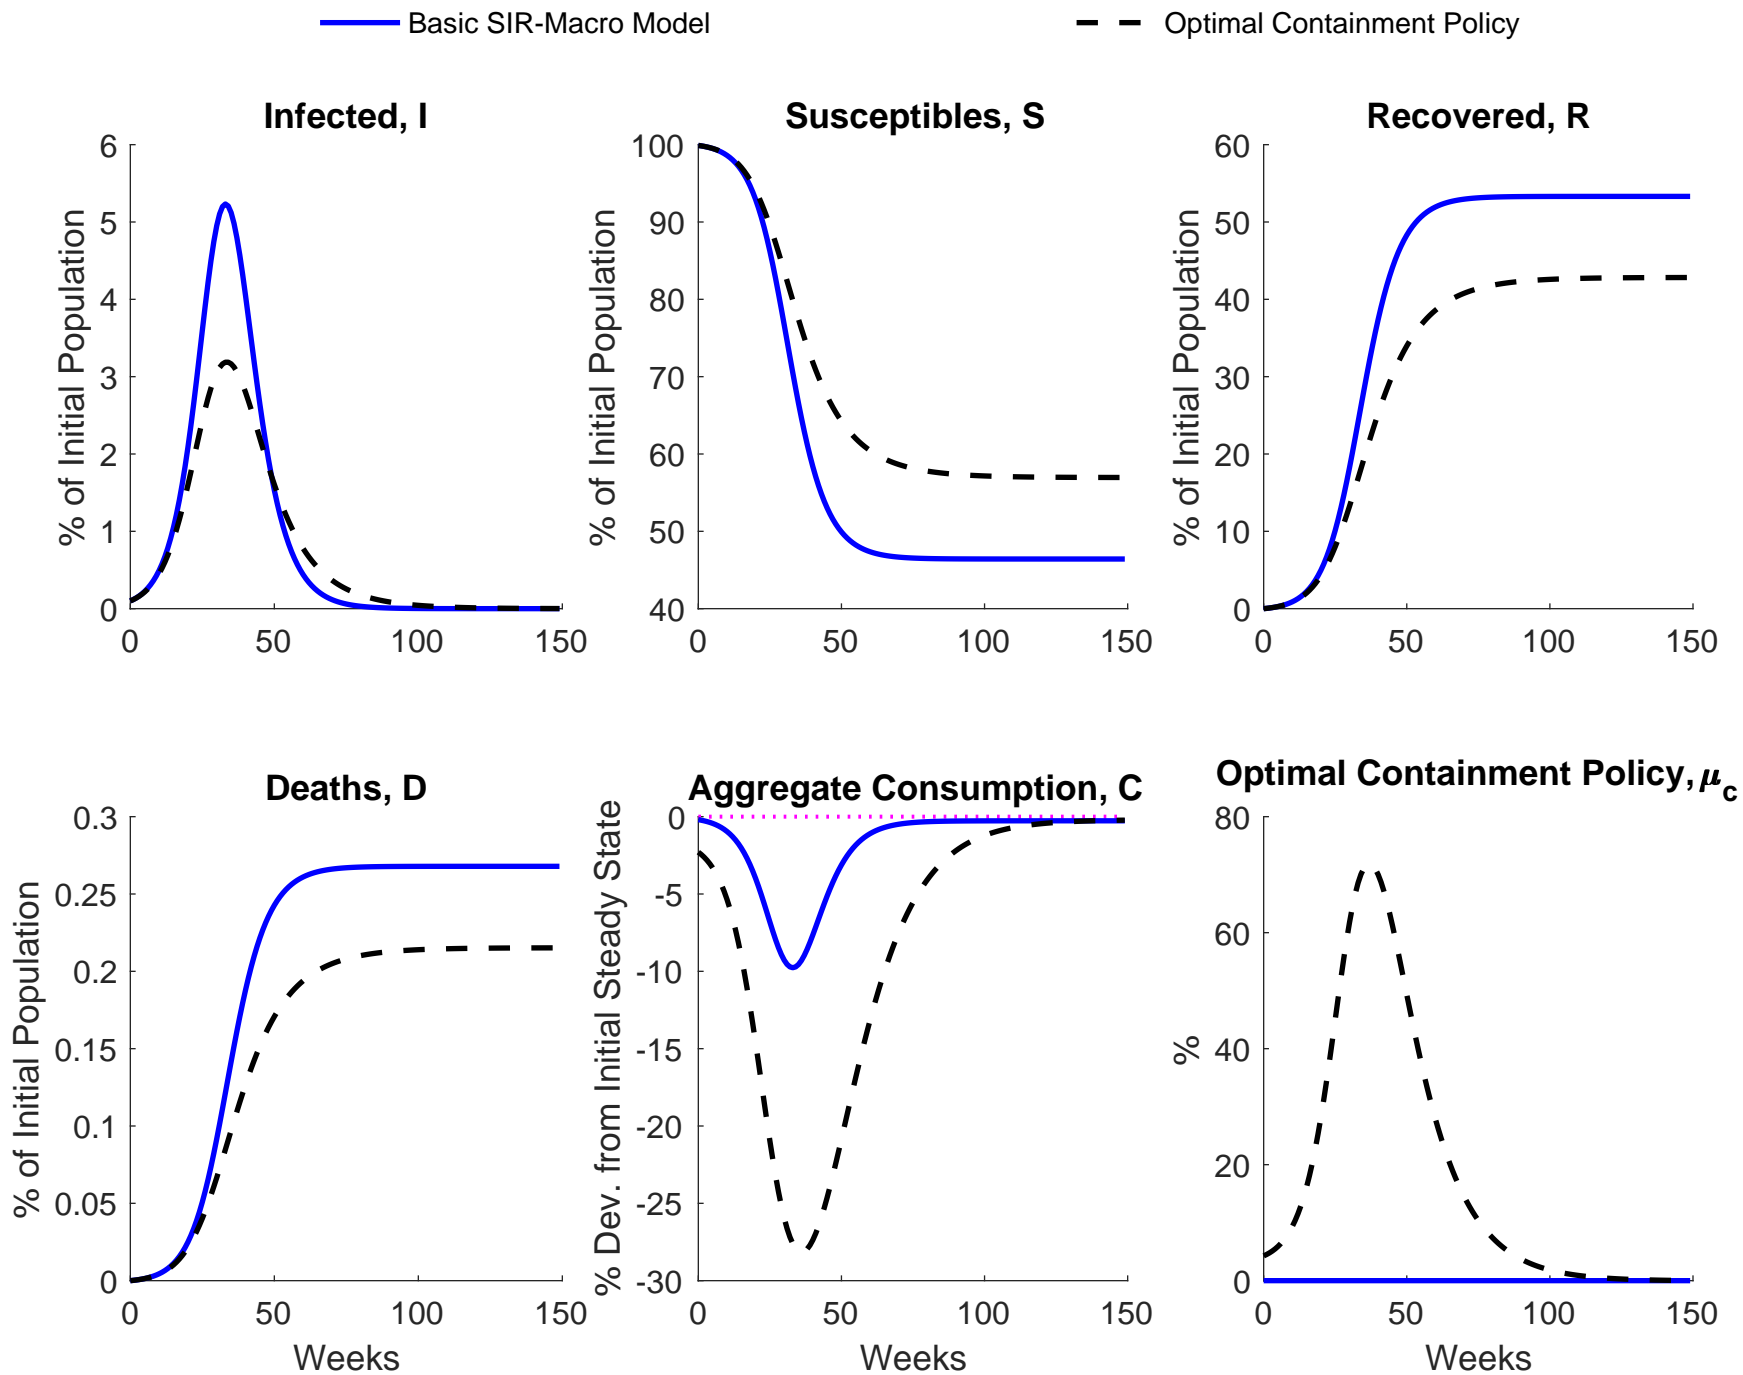 Basic SIR-Macro Model
Optimal Containment Policy
Infected, I
% of Initial Population
6
5
4
3
2
1
0
0 50 100 150
Susceptibles, S
% of Initial Population
100
90
80
70
60
50
40
0 50 100 150
Recovered, R
% of Initial Population
60
50
40
30
20
10
0
0 50 100 150
Deaths, D
% of Initial Population
0.3
0.25
0.2
0.15
0.1
0.05
0
0 50 100 150
Weeks
Aggregate Consumption, C
% Dev. from Initial Steady State
0
-5
-10
-15
-20
-25
-30
0 50 100 150
Weeks
Optimal Containment Policy, μc
%
80
60
40
20
0
0 50 100 150
Weeks